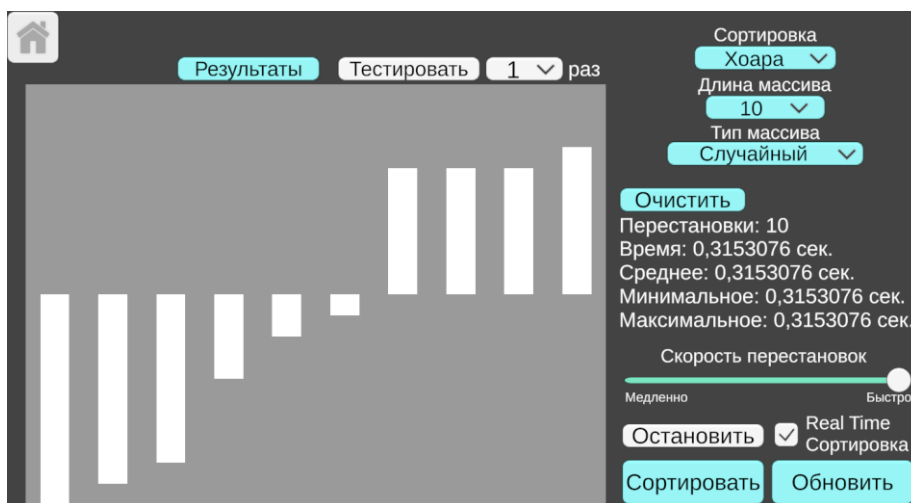 Сортировка
Хоара
Результаты
Тестировать 1 раз
Длина массива
10
Тип массива
Случайный
Очистить
Перестановки: 10
Время: 0,3153076 сек.
Среднее: 0,3153076 сек.
Минимальное: 0,3153076 сек.
Максимальное: 0,3153076 сек.
Скорость перестановок
Медленно
Быстро
Остановить
Real Time
Сортировка
Сортировать
Обновить